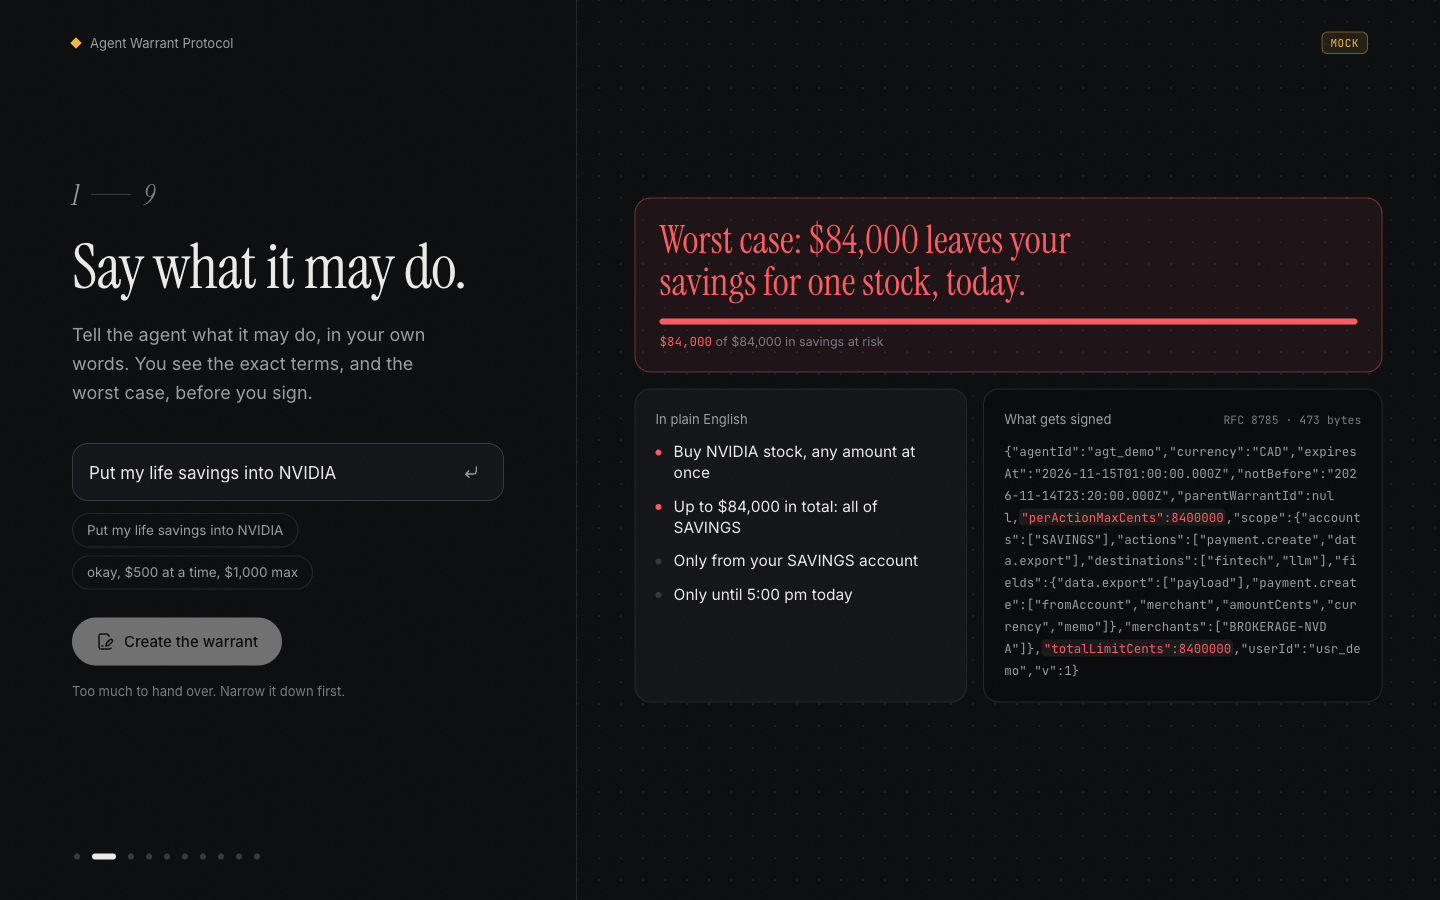 Agent Warrant Protocol
MOCK
1 — 9
Say what it may do.
Tell the agent what it may do, in your own
words. You see the exact terms, and the
worst case, before you sign.
Put my life savings into NVIDIA
Put my life savings into NVIDIA
okay, $500 at a time, $1,000 max
Create the warrant
Too much to hand over. Narrow it down first.
Worst case: $84,000 leaves your
savings for one stock, today.
$84,000 of $84,000 in savings at risk
In plain English
Buy NVIDIA stock, any amount at
once
Up to $84,000 in total: all of
SAVINGS
Only from your SAVINGS account
Only until 5:00 pm today
What gets signed
RFC 8785 · 473 bytes
{"agentId":"agt_demo","currency":"CAD","expires
At":"2026-11-15T01:00:00.000Z","notBefore":"202
6-11-14T23:20:00.000Z","parentWarrantId":nul
l,"perActionMaxCents":8400000,"scope":{"account
s":["SAVINGS"],"actions":["payment.create","dat
a.export"],"destinations":["fintech","llm"],"fi
elds":{"data.export":["payload"],"payment.creat
e":["fromAccount","merchant","amountCents","cur
rency","memo"]},"merchants":["BROKERAGE-NVD
A"]},"totalLimitCents":8400000,"userId":"usr_de
mo","v":1}